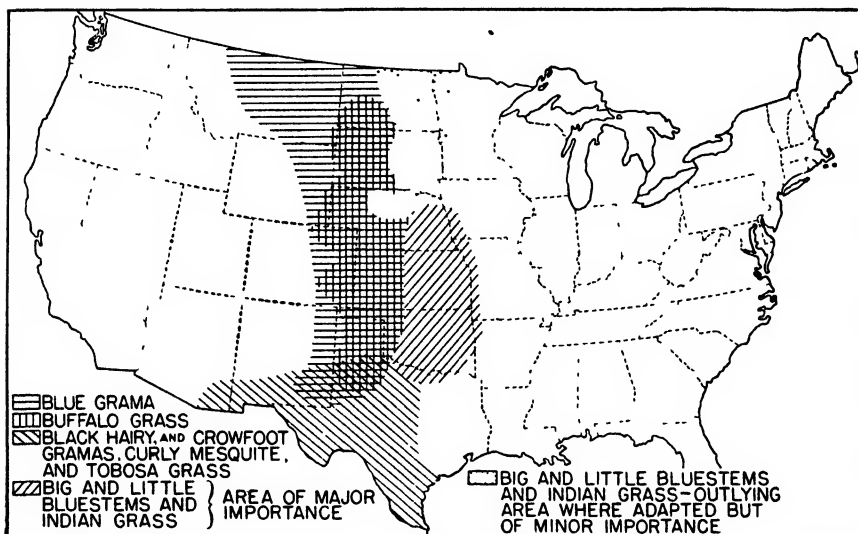 BLUE GRAMA
BUFFALO GRASS
BLACK HAIRY, AND CROWFOOT
GRAMAS, CURLY MESQUITE,
AND TOBOSA GRASS
BIG AND LITTLE
BLUESTEMS AND
INDIAN GRASS
AREA OF MAJOR
IMPORTANCE
BIG AND LITTLE BLUESTEMS
AND INDIAN GRASS-OUTLYING
AREA WHERE ADAPTED BUT
OF MINOR IMPORTANCE